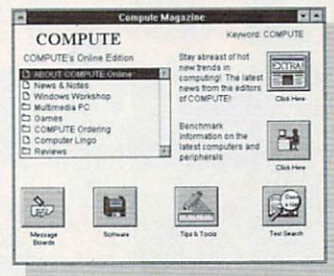 Compute Magazine
COMPUTE
Keyword: COMPUTE
COMPUTE's Online Edition
ABOUT COMPUTE Online
News & Notes
Windows Workshop
Multimedia PC
Games
COMPUTE Ordering
Computer Lingo
Reviews
Stay abreast of hot
new trends in
computing! The latest
news from the editors
of COMPUTE!
EXTRA!
Click Here
Benchmark
information on the
latest computers and
peripherals
Click Here
Message
Boards
Software
Tips & Tools
Text Search